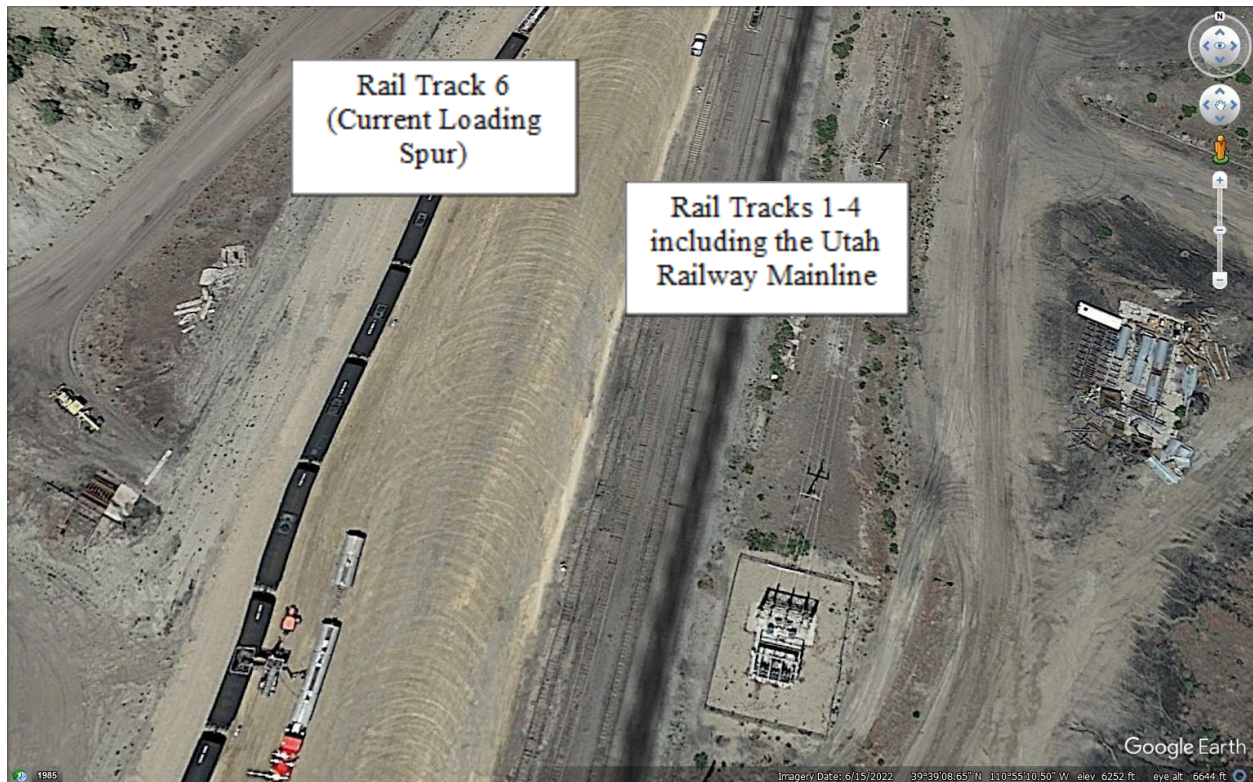 N
Rail Track 6
(Current Loading
Spur)
Rail Tracks 1-4
including the Utah
Railway Mainline
Google Earth
1985
Imagery Date: 6/15/2022 39°39'08.65" N 110°55'10.50" W elev 6252 ft eye alt 6644 ft